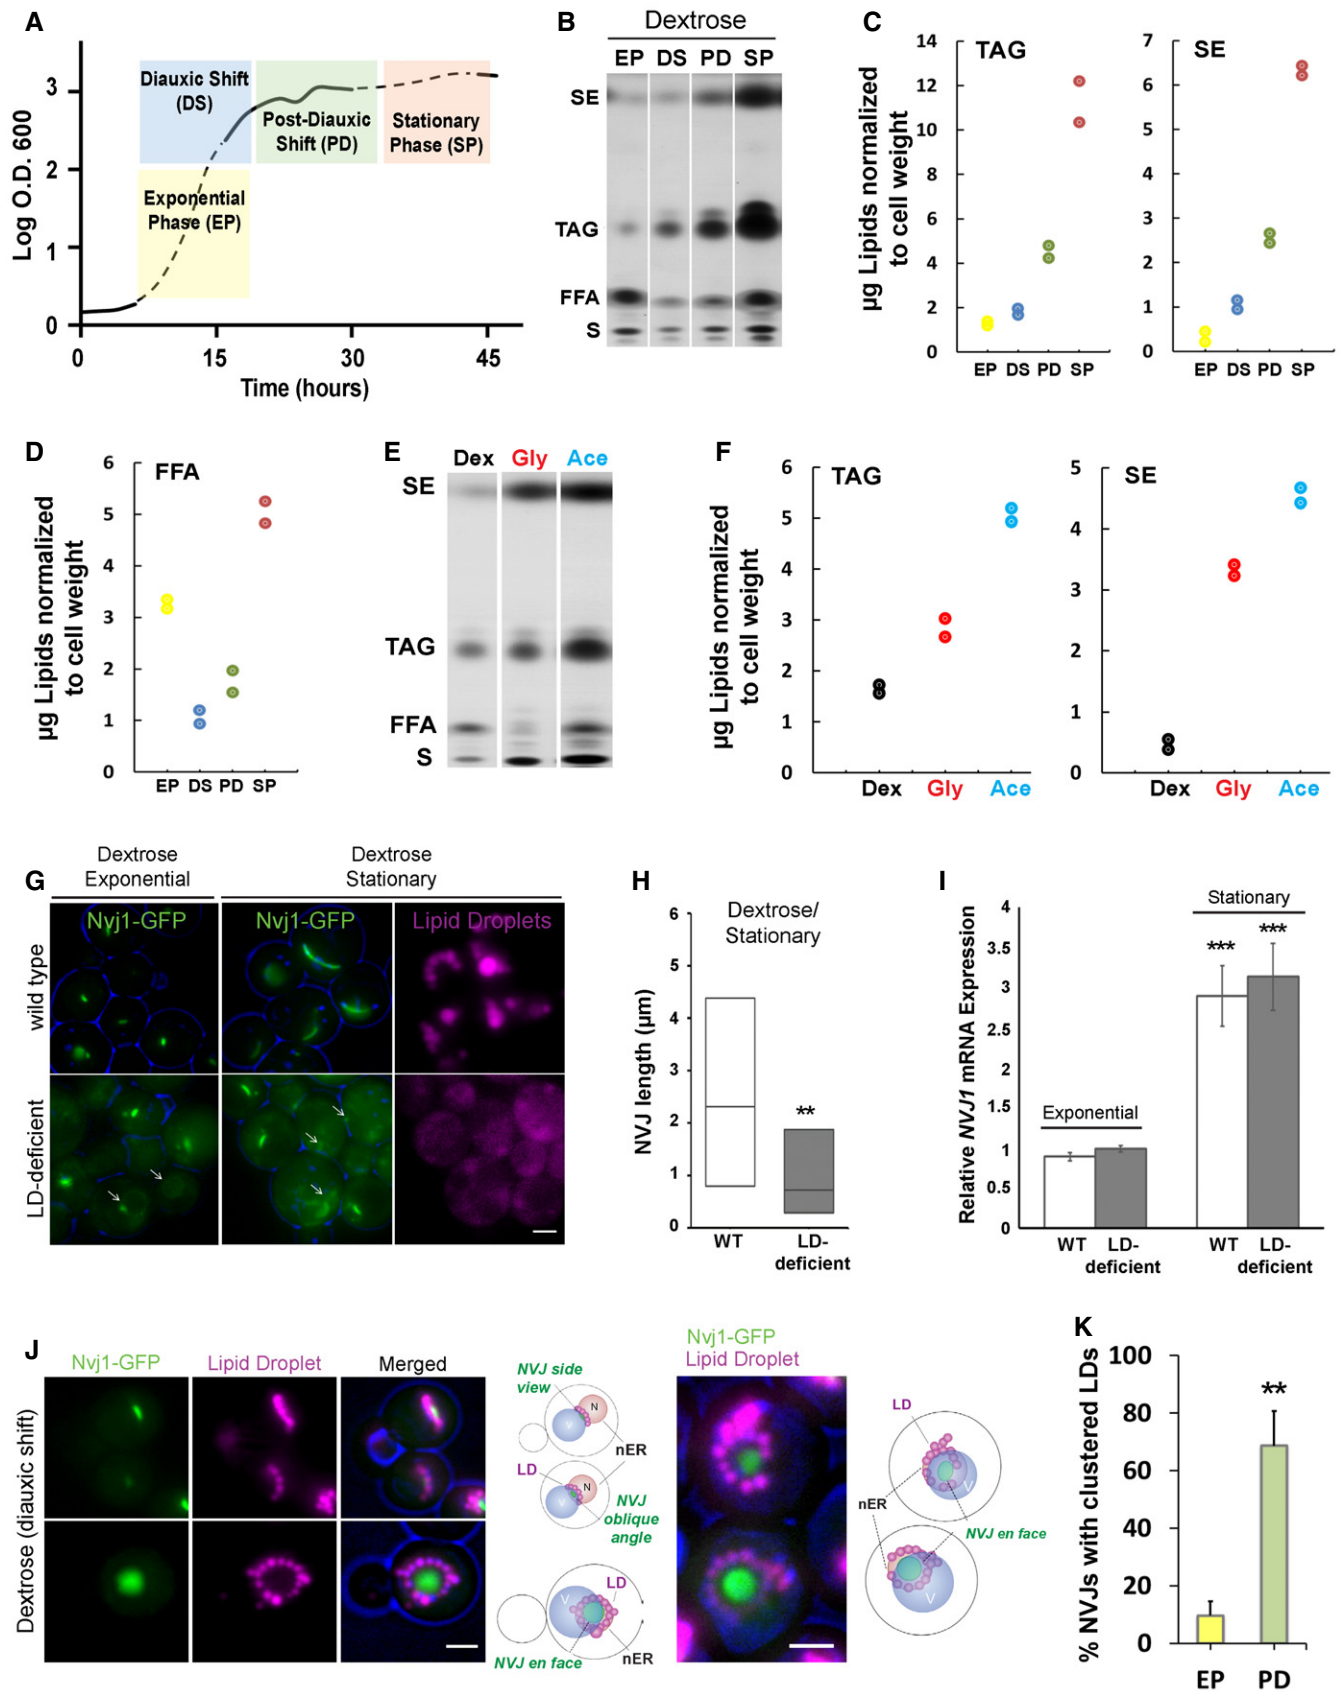 A
Log O.D. 600
3
2
1
0
Diauxic Shift
(DS)
Post-Diauxic
Shift (PD)
Stationary
Phase (SP)
Exponential
Phase (EP)
0
15
30
45
Time (hours)
B
Dextrose
EP DS PD SP
SE
TAG
FFA
S
C
µg Lipids normalized
to cell weight
TAG
14
12
10
8
6
4
2
0
EP DS PD SP
SE
7
6
5
4
3
2
1
0
EP DS PD SP
D
µg Lipids normalized
to cell weight
FFA
6
5
4
3
2
1
0
EP DS PD SP
E
Dex Gly Ace
SE
TAG
FFA
S
F
µg Lipids normalized
to cell weight
TAG
6
5
4
3
2
1
0
Dex Gly Ace
SE
5
4
3
2
1
0
Dex Gly Ace
G
Dextrose
Exponential
Dextrose
Stationary
Nvj1-GFP
Nvj1-GFP
Lipid Droplets
wild type
LD-deficient
H
NVJ length (µm)
Dextrose/
Stationary
6
5
4
3
2
1
0
**
WT
LD-
deficient
I
Relative NVJ1 mRNA Expression
4
3.5
3
2.5
2
1.5
1
0.5
0
Exponential
Stationary
***
***
WT
LD-
deficient
WT
LD-
deficient
J
Dextrose (diauxic shift)
Nvj1-GFP
Lipid Droplet
Merged
NVJ side
view
N
V
nER
LD
N
V
NVJ
oblique
angle
LD
V
NVJ en face
nER
Nvj1-GFP
Lipid Droplet
LD
V
nER
NVJ en face
V
K
% NVJs with clustered LDs
100
80
60
40
20
0
**
EP
PD